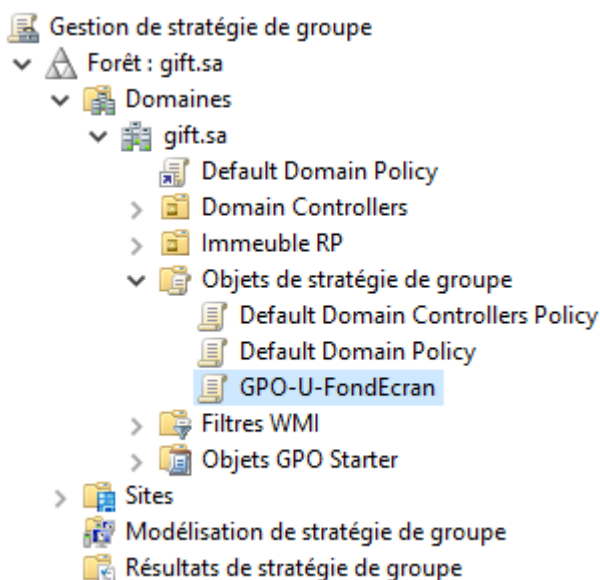 Gestion de stratégie de groupe
Forêt : gift.sa
Domaines
gift.sa
Default Domain Policy
Domain Controllers
Immeuble RP
Objets de stratégie de groupe
Default Domain Controllers Policy
Default Domain Policy
GPO-U-FondEcran
Filtres WMI
Objets GPO Starter
Sites
Modélisation de stratégie de groupe
Résultats de stratégie de groupe